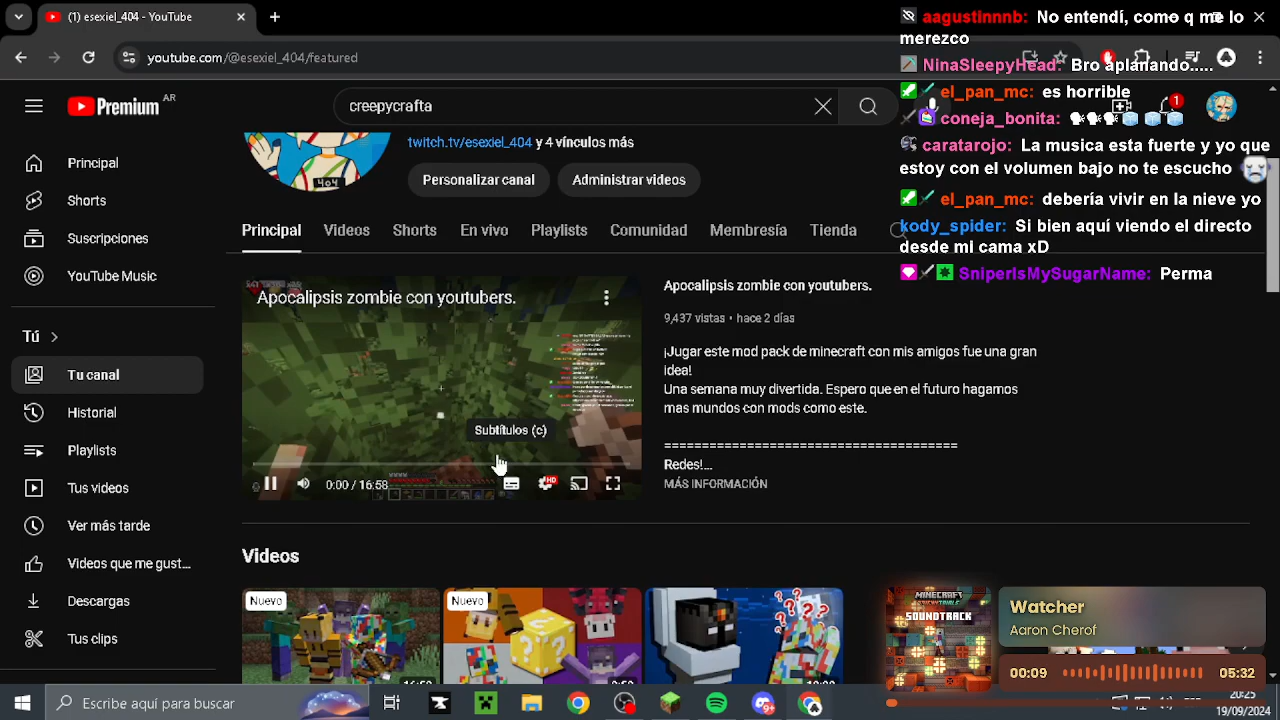 (1) esexiel_404 - YouTube
youtube.com/@esexiel_404/featured
Premium AR
creepycrafta
1
Principal
Shorts
Suscripciones
YouTube Music
Tú
Tu canal
Historial
Playlists
Tus videos
Ver más tarde
Videos que me gust...
Descargas
Tus clips
404
twitch.tv/esexiel_404 y 4 vínculos más
Personalizar canal
Administrar videos
Principal Videos Shorts En vivo Playlists Comunidad Membresía Tienda
Apocalipsis zombie con youtubers.
Subtítulos (c)
0:00 / 16:58
HD
Apocalipsis zombie con youtubers.
9,437 vistas • hace 2 días
¡Jugar este mod pack de minecraft con mis amigos fue una gran
idea!
Una semana muy divertida. Espero que en el futuro hagamos
mas mundos con mods como este.
=====================================
Redes!...
MÁS INFORMACIÓN
Videos
Nuevo
Nuevo
aagustinnnb: No entendí, como q me lo
merezco
NinaSleepyHead: Bro aplanando.....
el_pan_mc: es horrible
coneja_bonita:
caratarojo: La musica esta fuerte y yo que
estoy con el volumen bajo no te escucho
el_pan_mc: debería vivir en la nieve yo
kody_spider: Si bien aquí viendo el directo
desde mi cama xD
SniperIsMySugarName: Perma
MINECRAFT
SOUNDTRACK
Watcher
Aaron Cherof
00:09
05:32
Escribe aquí para buscar
9+
20:25
19/09/2024